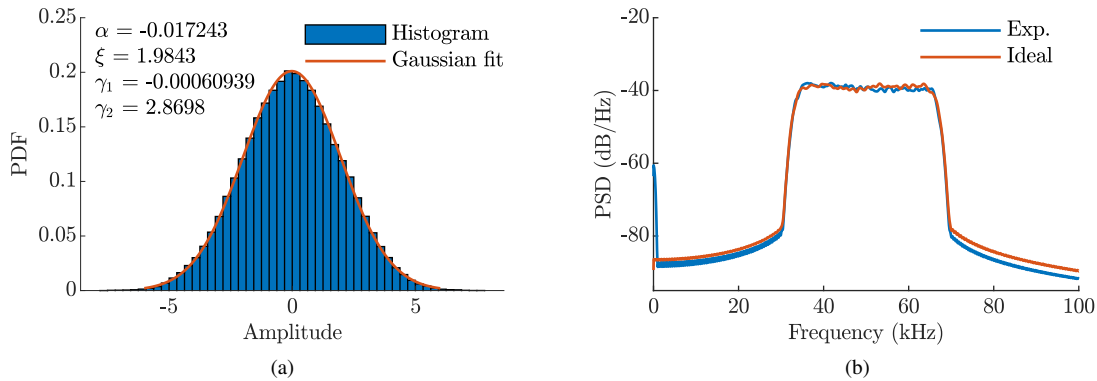 0.25
0.2
0.15
0.1
0.05
0
PDF
α = -0.017243
ξ = 1.9843
γ₁ = -0.00060939
γ₂ = 2.8698
Histogram
Gaussian fit
-5
0
5
Amplitude
(a)
-20
-40
-60
-80
PSD (dB/Hz)
Exp.
Ideal
0
20
40
60
80
100
Frequency (kHz)
(b)